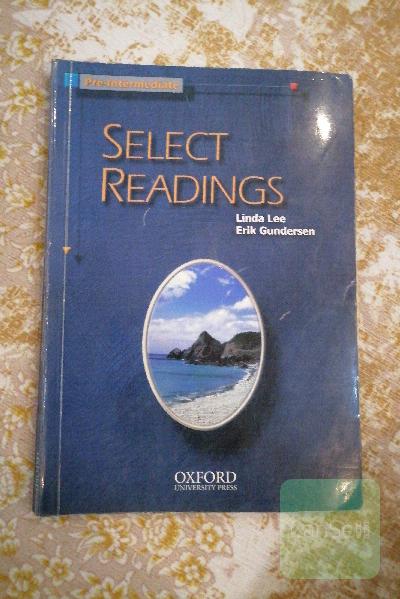 Pre-Intermediate
SELECT
READINGS
Linda Lee
Erik Gundersen
OXFORD
UNIVERSITY PRESS